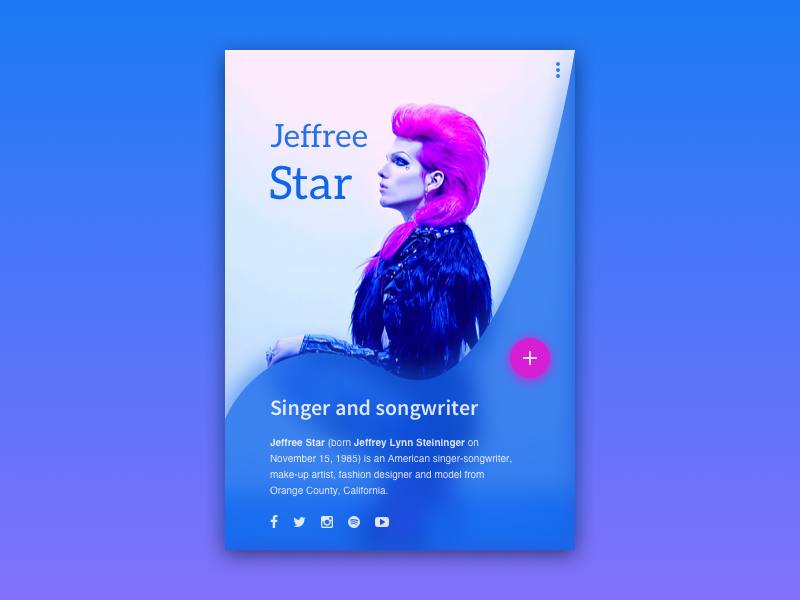 Jeffree
Star
Singer and songwriter
Jeffree Star (born Jeffrey Lynn Steininger on
November 15, 1985) is an American singer-songwriter,
make-up artist, fashion designer and model from
Orange County, California.